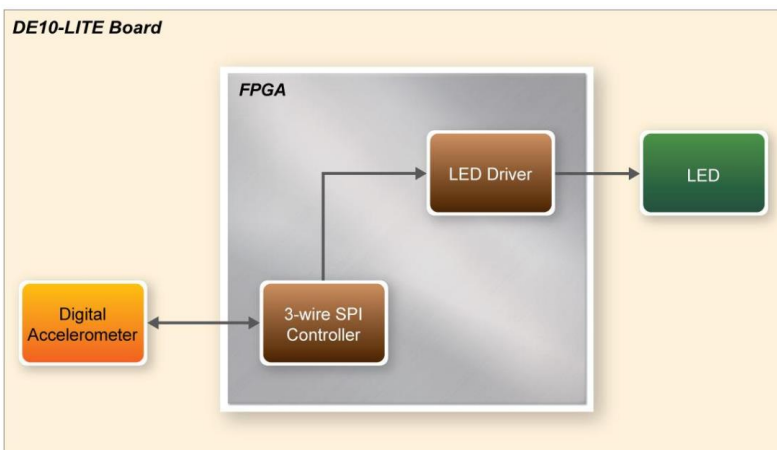 DE10-LITE Board
FPGA
LED Driver
LED
Digital
Accelerometer
3-wire SPI
Controller